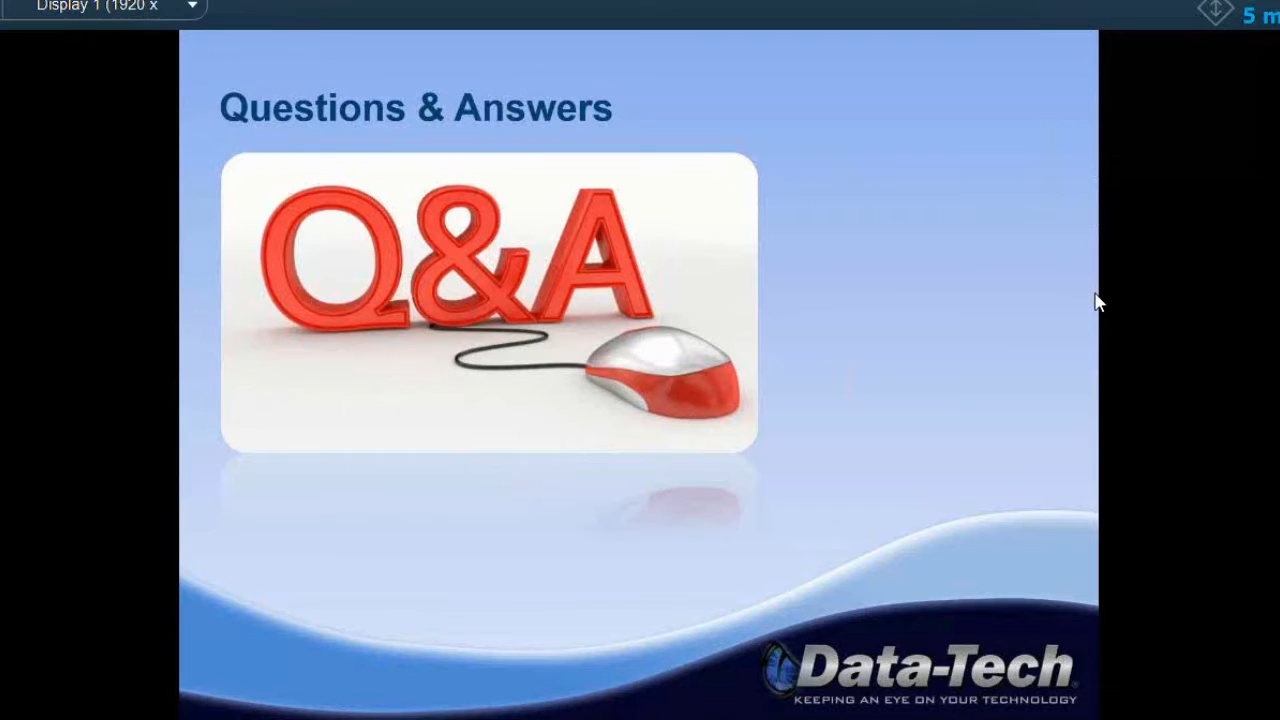 Display 1 (1920 x
5 m
Questions & Answers
Q&A
Data-Tech
KEEPING AN EYE ON YOUR TECHNOLOGY